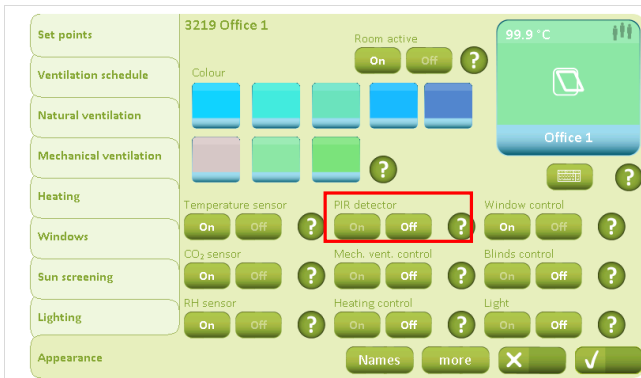 Set points
Ventilation schedule
Natural ventilation
Mechanical ventilation
Heating
Windows
Sun screening
Lighting
Appearance
3219 Office 1
Room active
On Off ?
Colour
?
99.9 °C
Office 1
?
Temperature sensor PIR detector Window control
On Off ? On Off ? On Off ?
CO₂ sensor Mech. vent. control Blinds control
On Off ? On Off ? On Off ?
RH sensor Heating control Light
On Off ? On Off ? On Off ?
Names more